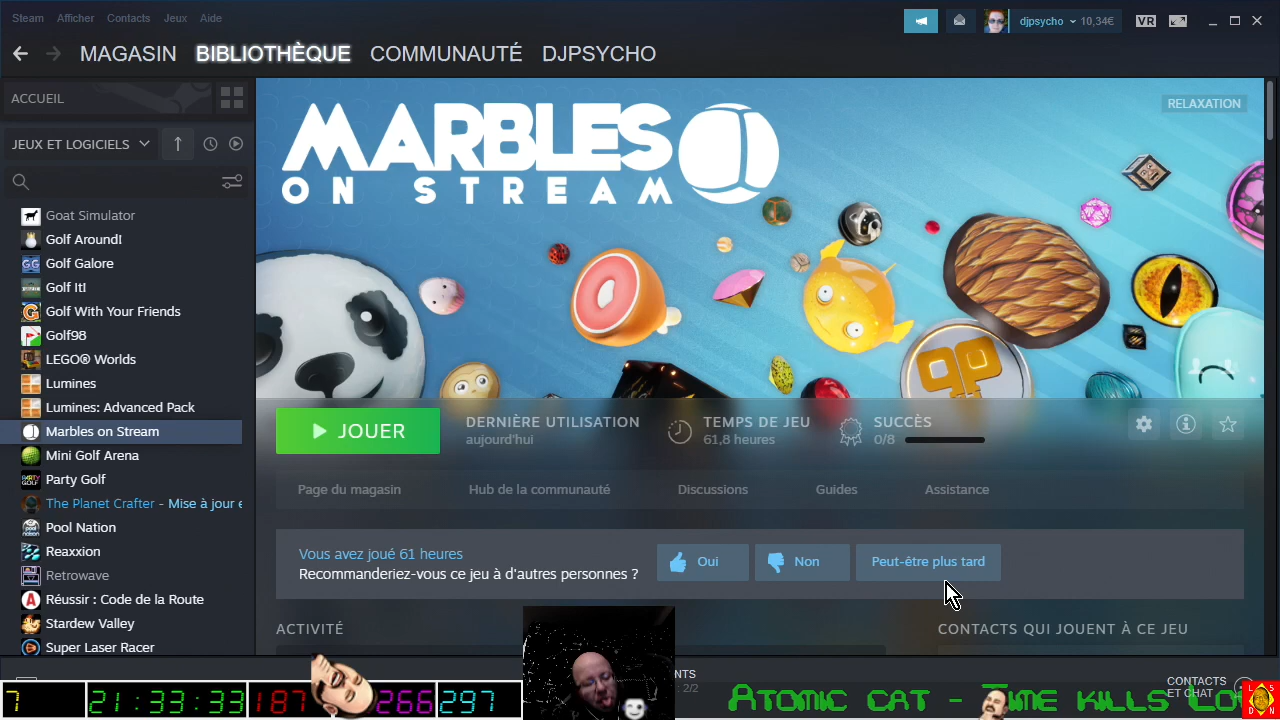 Steam Afficher Contacts Jeux Aide
djpsycho 10,34€ VR
MAGASIN BIBLIOTHÈQUE COMMUNAUTÉ DJPSYCHO
ACCUEIL
RELAXATION
MARBLES
ON STREAM
JEUX ET LOGICIELS
Goat Simulator
Golf Around!
Golf Galore
Golf It!
Golf With Your Friends
Golf98
LEGO® Worlds
Lumines
Lumines: Advanced Pack
Marbles on Stream
Mini Golf Arena
Party Golf
The Planet Crafter - Mise à jour e
Pool Nation
Reaxxion
Retrowave
Réussir : Code de la Route
Stardew Valley
Super Laser Racer
JOUER
DERNIÈRE UTILISATION
aujourd'hui
TEMPS DE JEU
61,8 heures
SUCCÈS
0/8
Page du magasin Hub de la communauté Discussions Guides Assistance
Vous avez joué 61 heures
Recommanderiez-vous ce jeu à d'autres personnes ?
Oui Non Peut-être plus tard
ACTIVITÉ
CONTACTS QUI JOUENT À CE JEU
CONTACTS
ET CHAT
7 21:33:33 187 266 297
ATOMIC CAT - TIME KILLS LO